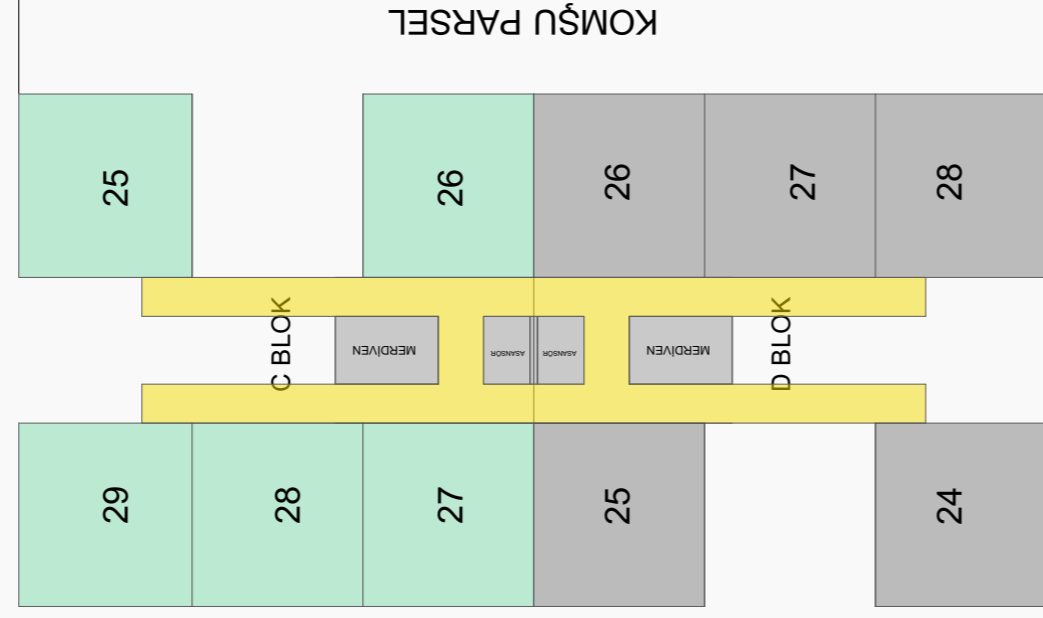 KOMŞU PARSEL
25
26
26
27
28
C BLOK
MERDİVEN
ASANSÖR
ASANSÖR
MERDİVEN
D BLOK
29
28
27
25
24